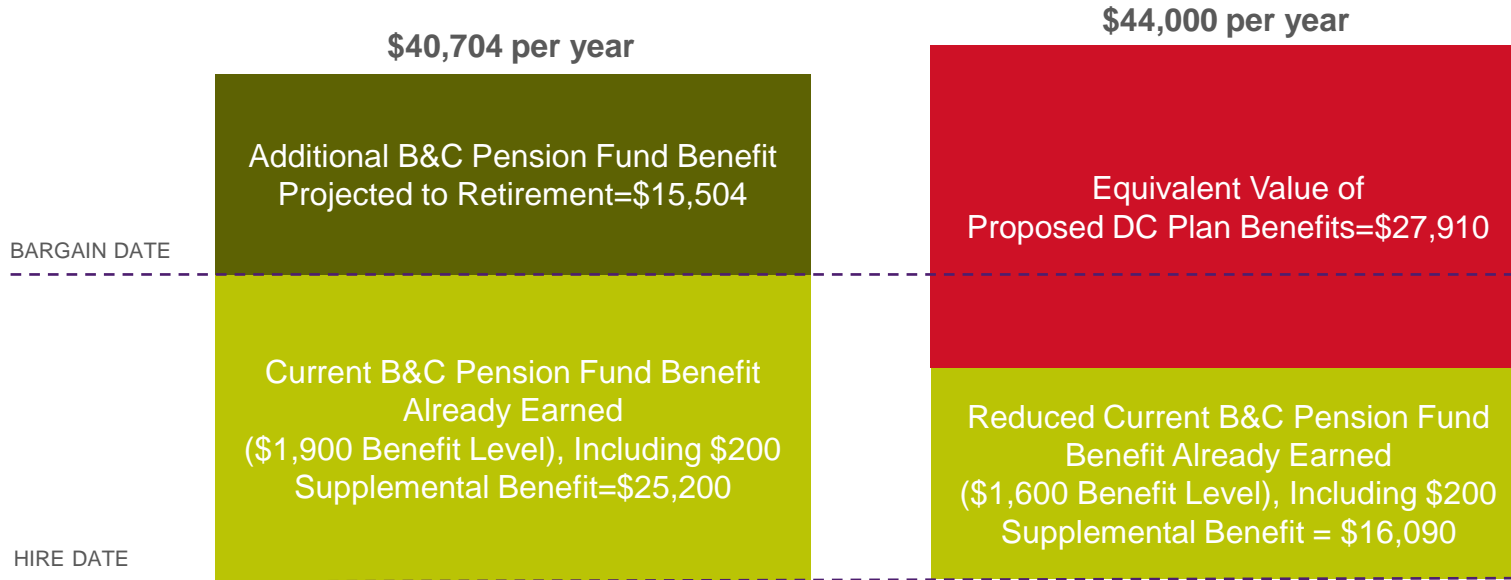 $40,704 per year
$44,000 per year
Additional B&C Pension Fund Benefit
Projected to Retirement=$15,504
Equivalent Value of
Proposed DC Plan Benefits=$27,910
BARGAIN DATE
Current B&C Pension Fund Benefit
Already Earned
($1,900 Benefit Level), Including $200
Supplemental Benefit=$25,200
Reduced Current B&C Pension Fund
Benefit Already Earned
($1,600 Benefit Level), Including $200
Supplemental Benefit = $16,090
HIRE DATE